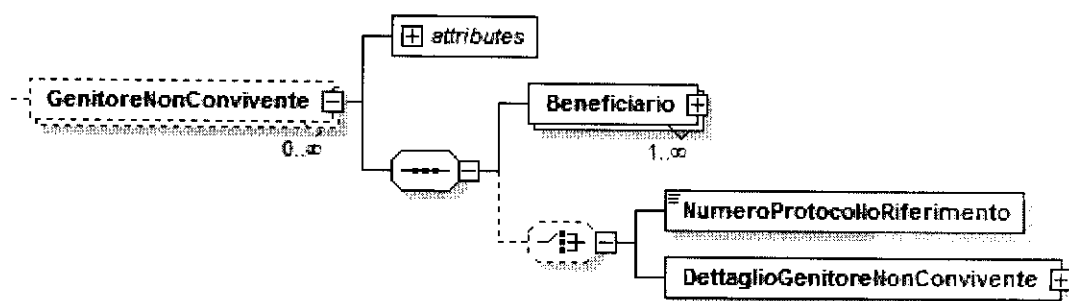 attributes
GenitoreNonConvivente
0..∞
Beneficiario
1..∞
NumeroProtocolloRiferimento
DettaglioGenitoreNonConvivente